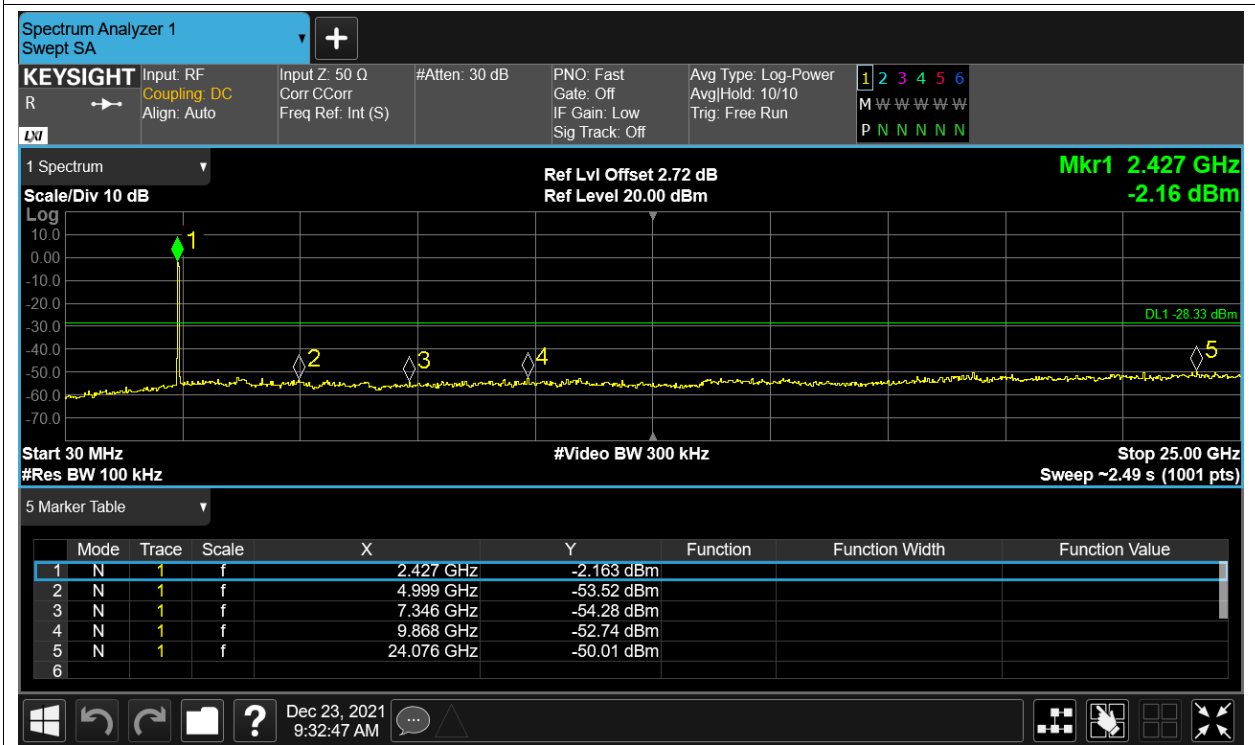 Spectrum Analyzer 1
Swept SA
KEYSIGHT Input: RF Input Z: 50 Ω #Atten: 30 dB PNO: Fast Avg Type: Log-Power 1 2 3 4 5 6
R Coupling: DC Corr CCorr Gate: Off Avg|Hold: 10/10 M W W W W W
Align: Auto Freq Ref: Int (S) IF Gain: Low Trig: Free Run
LXI Sig Track: Off P N N N N N
1 Spectrum Ref Lvl Offset 2.72 dB Mkr1 2.427 GHz
Scale/Div 10 dB Ref Level 20.00 dBm -2.16 dBm
Log
10.0 1
0.00
-10.0
-20.0
DL1 -28.33 dBm
-30.0
-40.0 2 3 4 5
-50.0
-60.0
-70.0
Start 30 MHz #Video BW 300 kHz Stop 25.00 GHz
#Res BW 100 kHz Sweep ~2.49 s (1001 pts)
5 Marker Table
Mode Trace Scale X Y Function Function Width Function Value
1 N 1 f 2.427 GHz -2.163 dBm
2 N 1 f 4.999 GHz -53.52 dBm
3 N 1 f 7.346 GHz -54.28 dBm
4 N 1 f 9.868 GHz -52.74 dBm
5 N 1 f 24.076 GHz -50.01 dBm
6
? Dec 23, 2021
9:32:47 AM